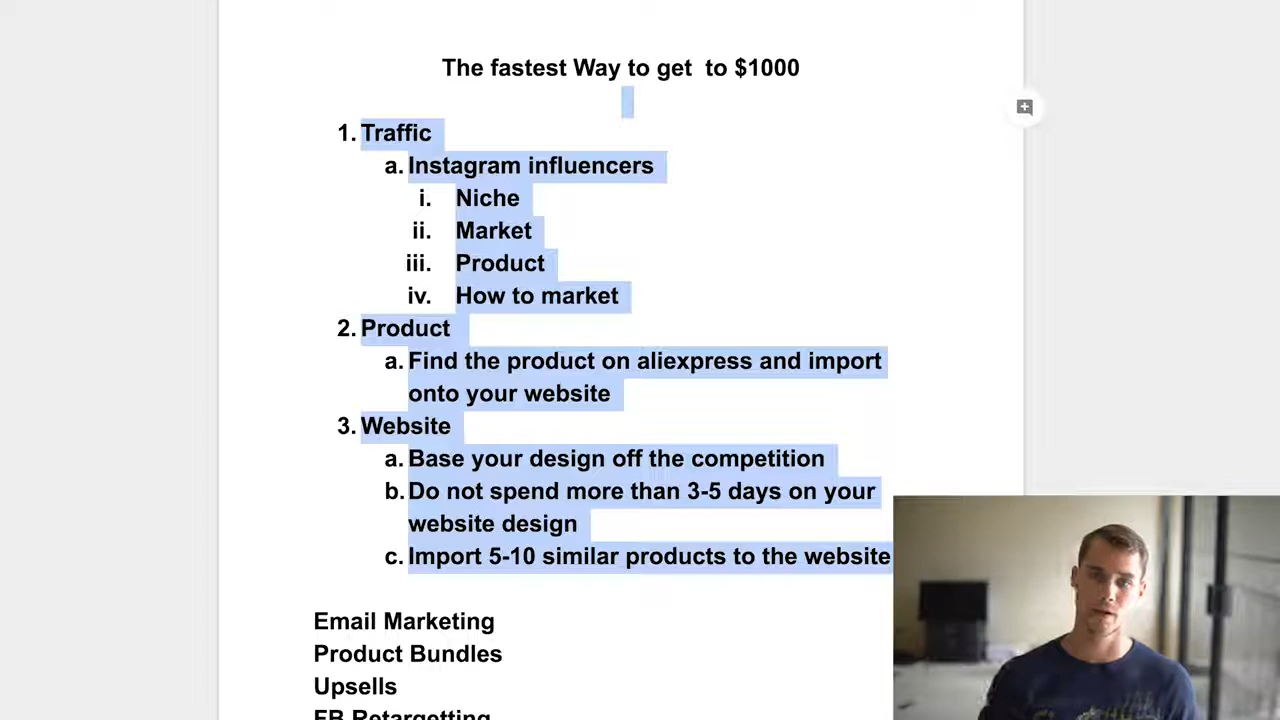 The fastest Way to get  to $1000
1. Traffic
a. Instagram influencers
i. Niche
ii. Market
iii. Product
iv. How to market
2. Product
a. Find the product on aliexpress and import
onto your website
3. Website
a. Base your design off the competition
b. Do not spend more than 3-5 days on your
website design
c. Import 5-10 similar products to the website
Email Marketing
Product Bundles
Upsells
FB Retargetting